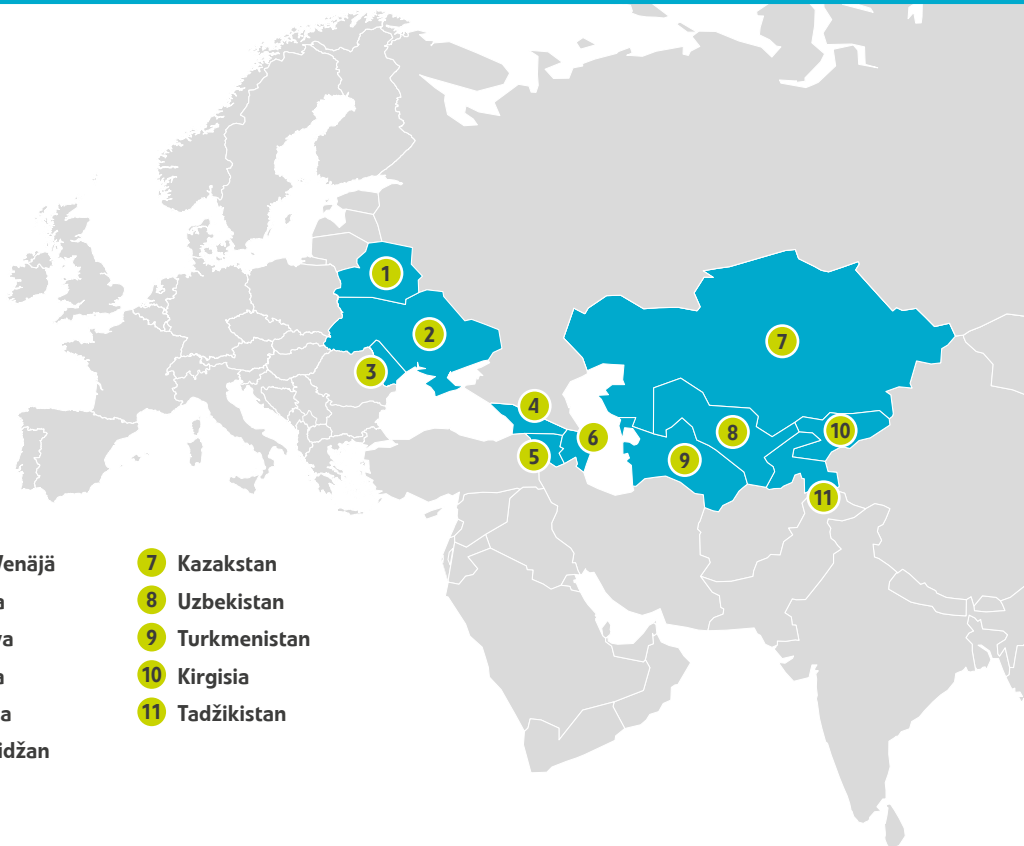 1
2
3
4
5
6
7
8
9
10
11
Venäjä
a
va
a
a
idžan
7 Kazakstan
8 Uzbekistan
9 Turkmenistan
10 Kirgisia
11 Tadžikistan